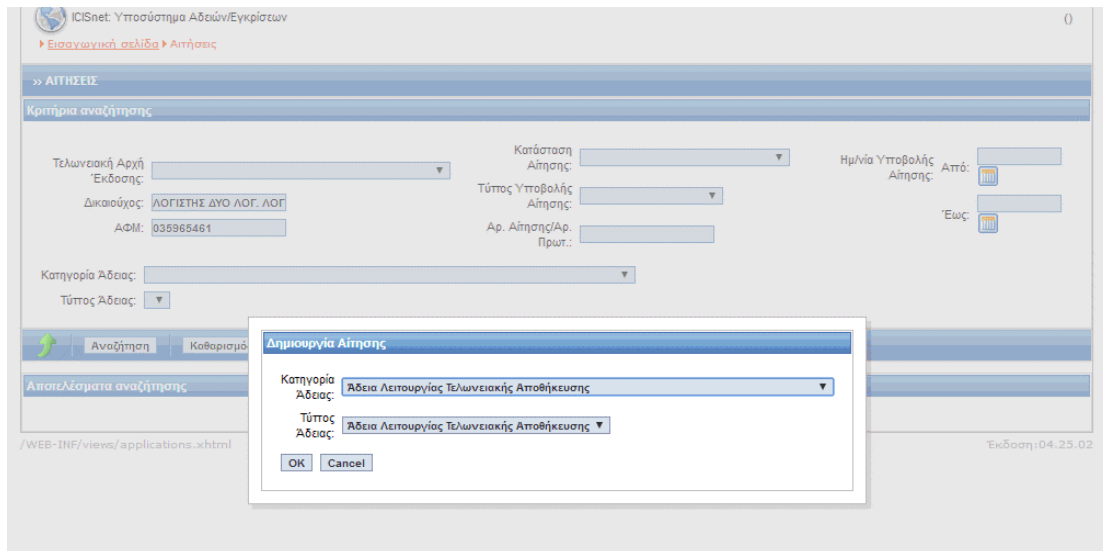 ICISnet: Υποσύστημα Αδειών/Εγκρίσεων
()
Εισαγωγική σελίδα Αιτήσεις
›› ΑΙΤΗΣΕΙΣ
Κριτήρια αναζήτησης
Τελωνειακή Αρχή Έκδοσης:
Κατάσταση Αίτησης:
Ημ/νία Υποβολής Αίτησης: Από:
Δικαιούχος: ΛΟΓΙΣΤΗΣ ΔΥΟ ΛΟΓ. ΛΟΓ
Τύπος Υποβολής Αίτησης:
Έως:
ΑΦΜ: 035965461
Αρ. Αίτησης/Αρ. Πρωτ.:
Κατηγορία Άδειας:
Τύπος Άδειας:
Αναζήτηση Καθαρισμό
Αποτελέσματα αναζήτησης
Δημιουργία Αίτησης
Κατηγορία Άδειας: Άδεια Λειτουργίας Τελωνειακής Αποθήκευσης
Τύπος Άδειας: Άδεια Λειτουργίας Τελωνειακής Αποθήκευσης
OK Cancel
/WEB-INF/views/applications.xhtml
Έκδοση:04.25.02